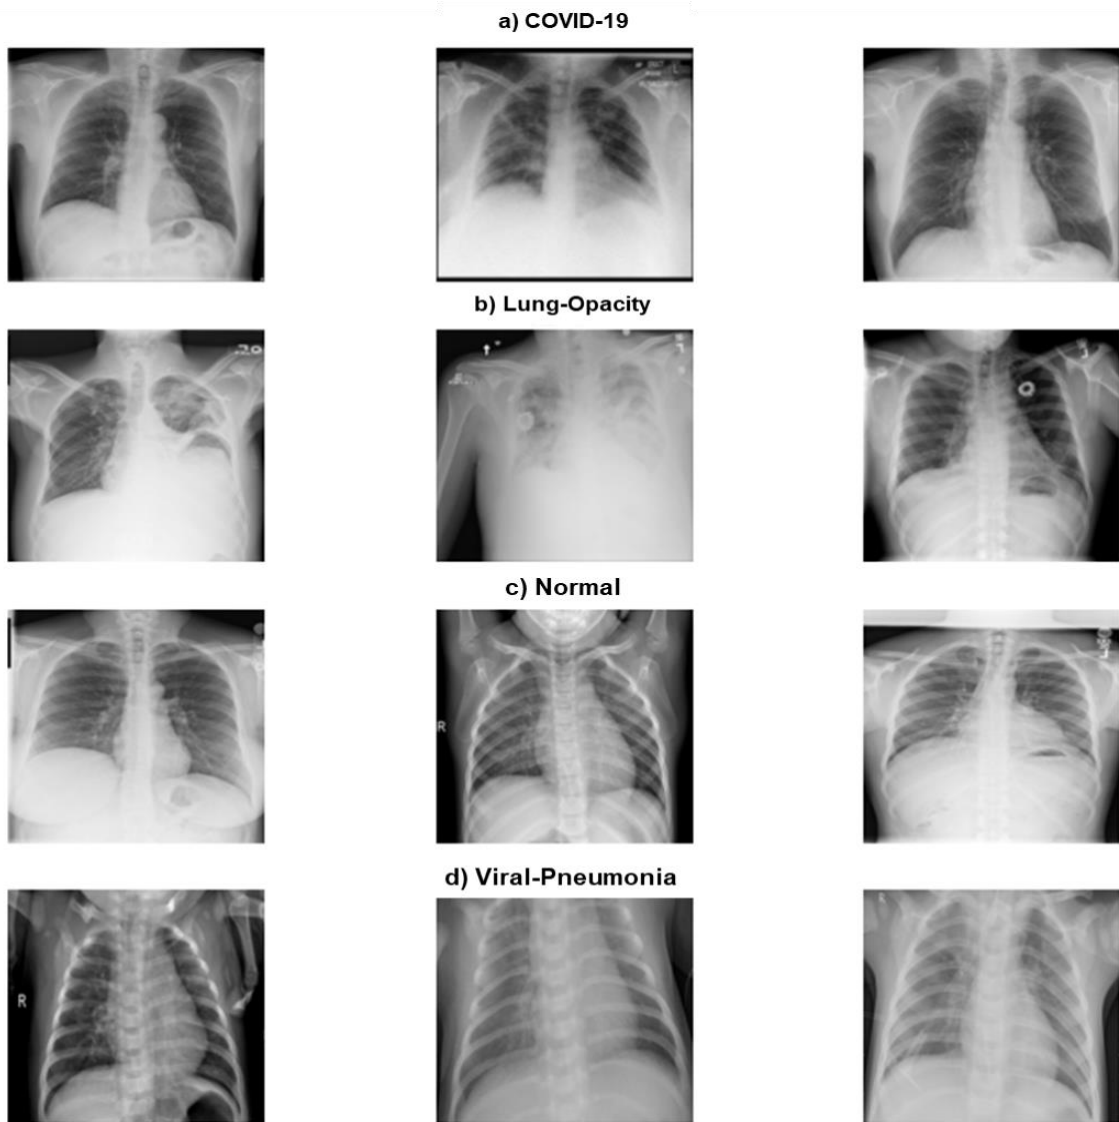 a) COVID-19
b) Lung-Opacity
c) Normal
R
d) Viral-Pneumonia
R
R